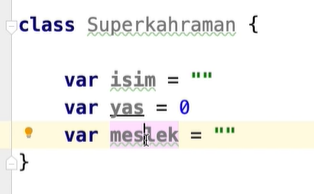 class Superkahraman {
var isim = ""
var yas = 0
var meslek = ""
}